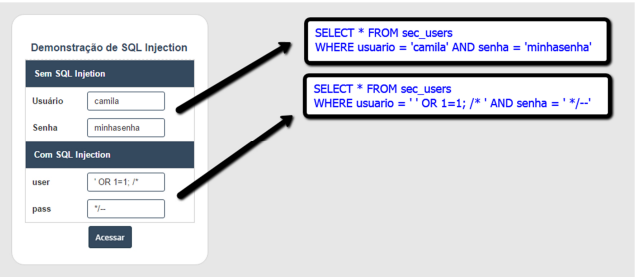 Demonstração de SQL Injection
Sem SQL Injetion
Usuário camila
Senha minhasenha
Com SQL Injection
user ' OR 1=1; /*
pass */--
Acessar
SELECT * FROM sec_users
WHERE usuario = 'camila' AND senha = 'minhasenha'
SELECT * FROM sec_users
WHERE usuario = ' ' OR 1=1; /* ' AND senha = ' */--'